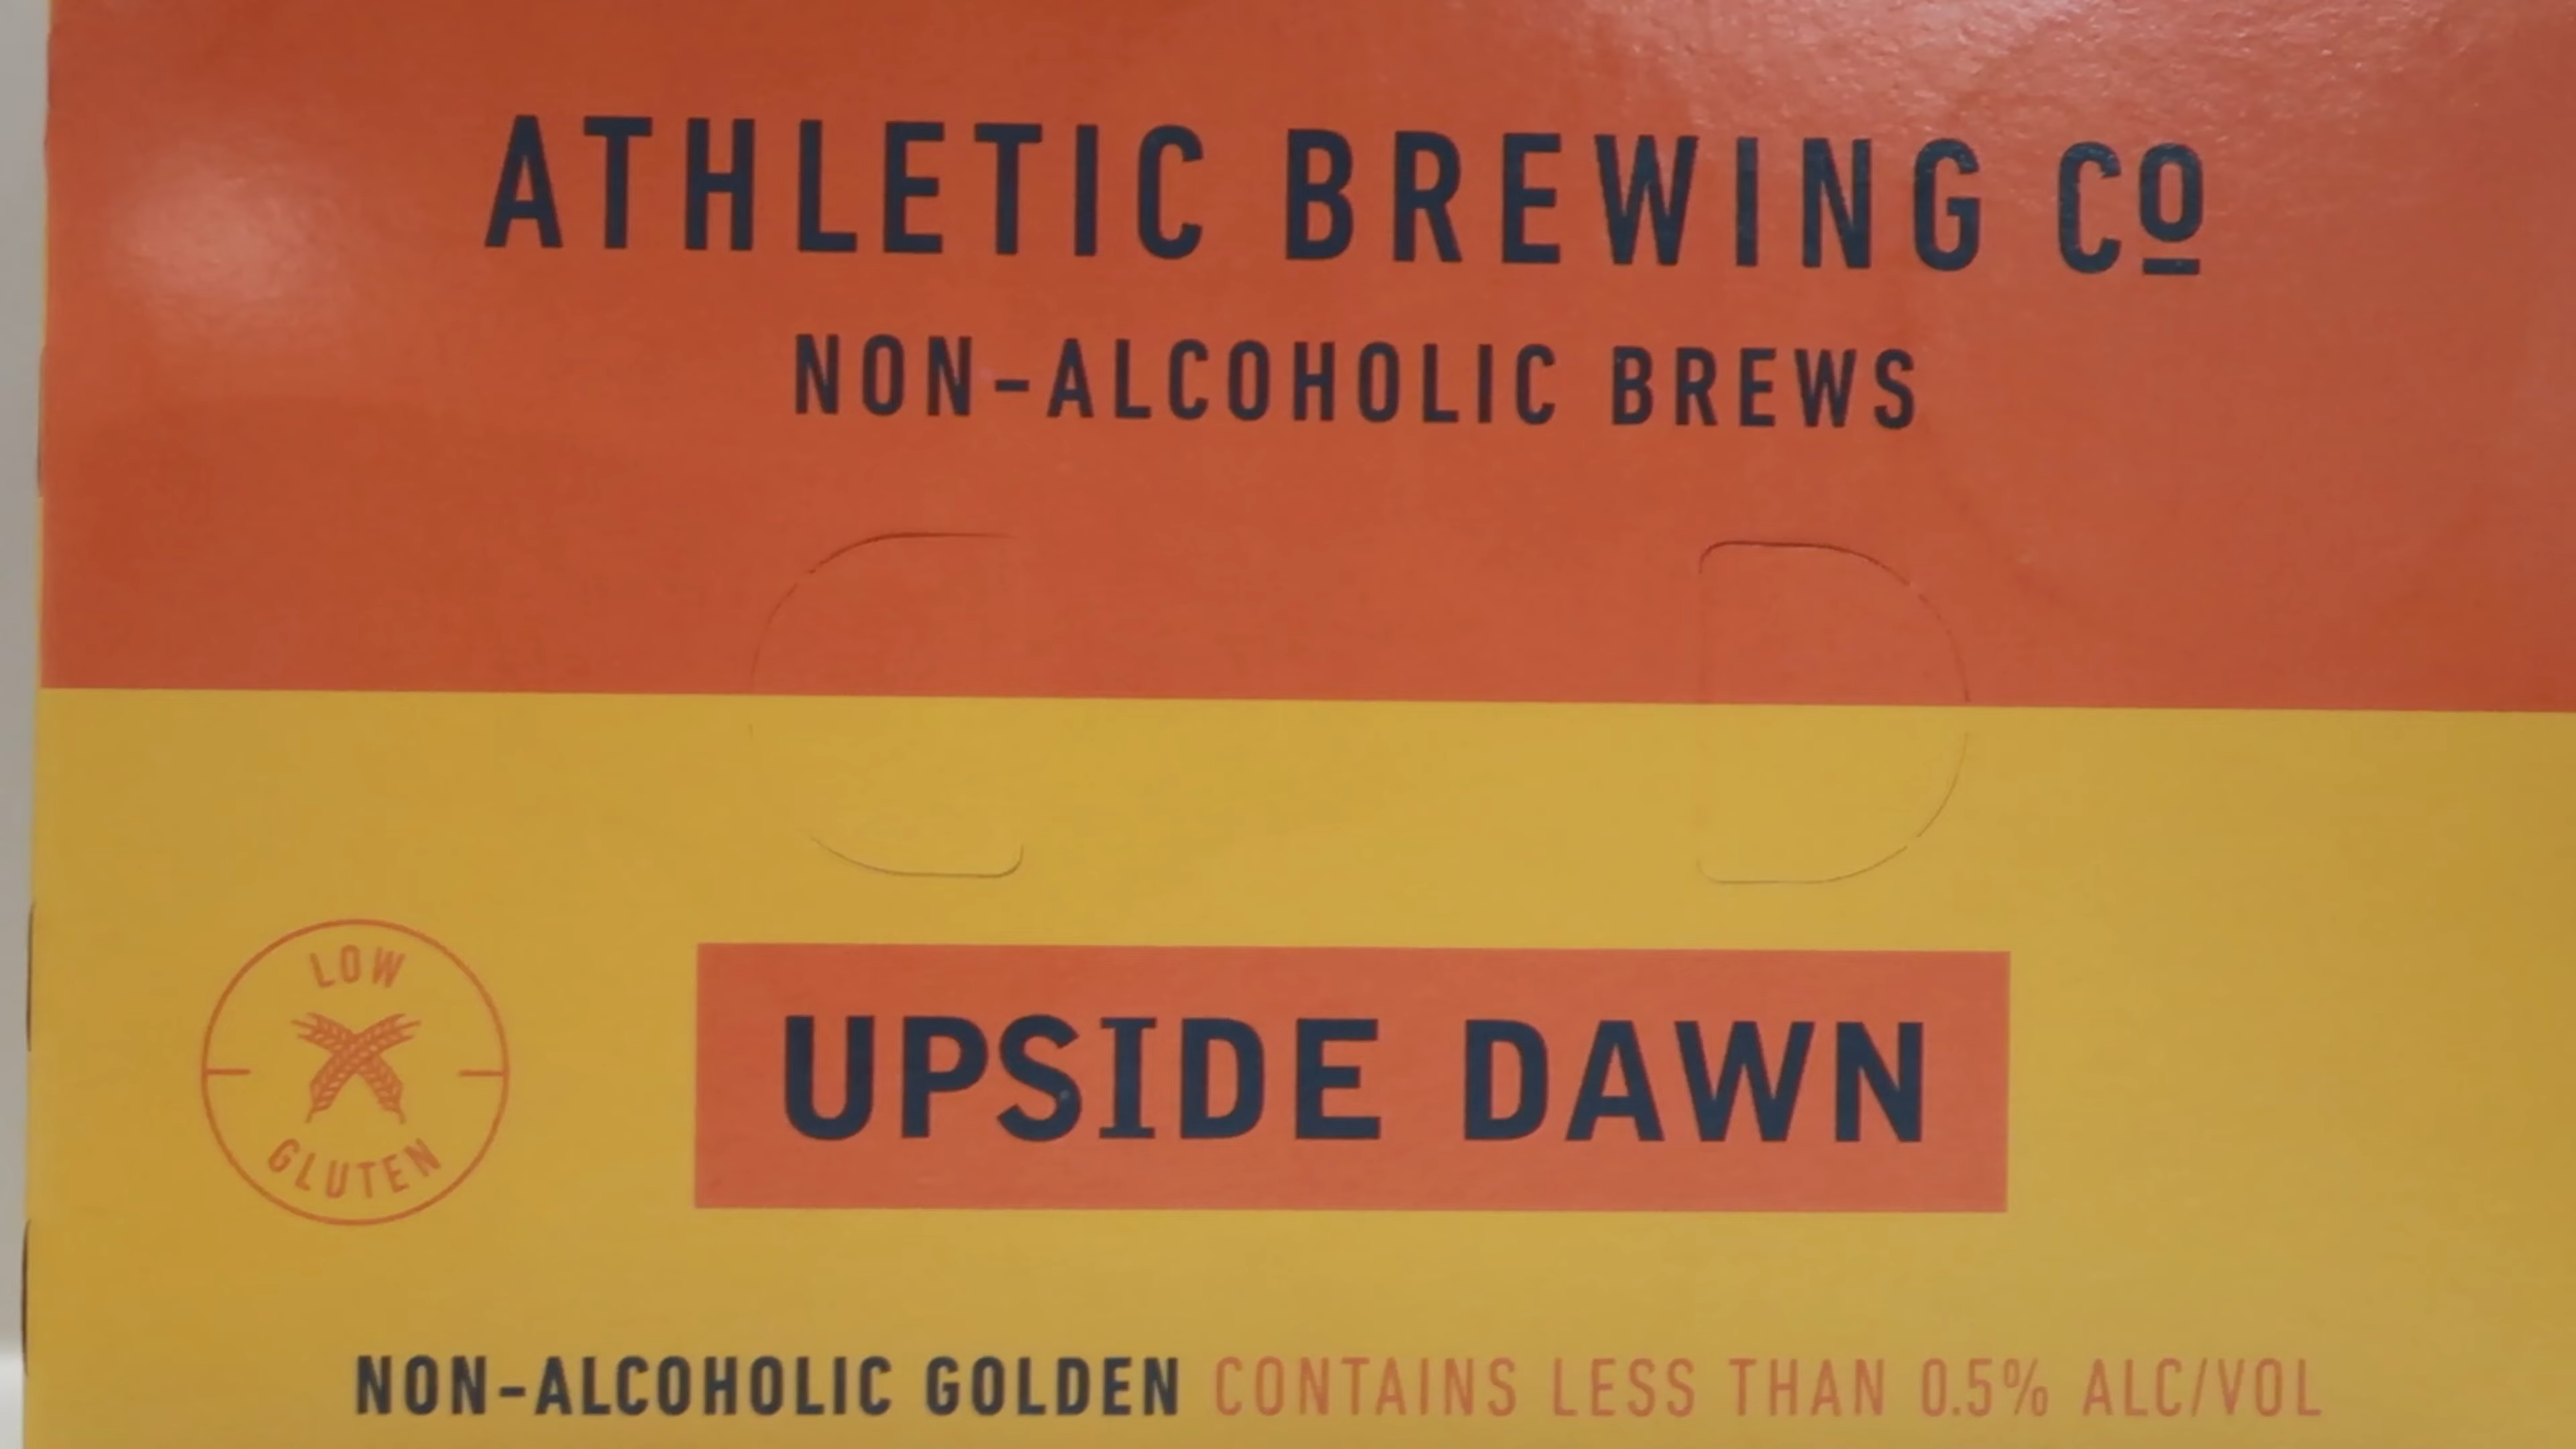 ATHLETIC BREWING Cº
NON-ALCOHOLIC BREWS
LOW
GLUTEN
UPSIDE DAWN
NON-ALCOHOLIC GOLDEN CONTAINS LESS THAN 0.5% ALC/VOL